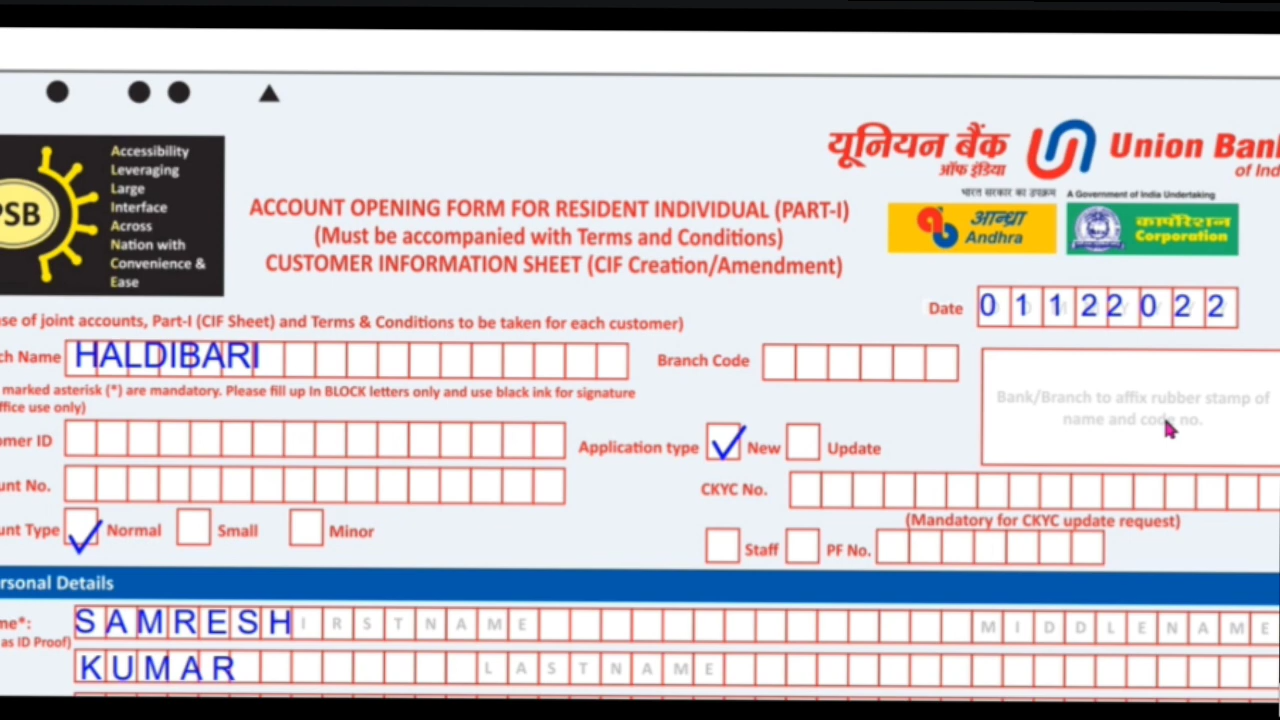 Accessibility
Leveraging
Large
Interface
Across
Nation with
Convenience &
Ease
PSB
यूनियन बैंक
ऑफ इंडिया
Union Bank
of Ind
भारत सरकार का उपक्रम
A Government of India Undertaking
आन्ध्रा
Andhra
कार्पोरेशन
Corporation
ACCOUNT OPENING FORM FOR RESIDENT INDIVIDUAL (PART-I)
(Must be accompanied with Terms and Conditions)
CUSTOMER INFORMATION SHEET (CIF Creation/Amendment)
Date 0 1 1 2 2 0 2 2
se of joint accounts, Part-I (CIF Sheet) and Terms & Conditions to be taken for each customer)
ch Name HALDIBARI Branch Code
marked asterisk (*) are mandatory. Please fill up In BLOCK letters only and use black ink for signature
ffice use only)
Bank/Branch to affix rubber stamp of
name and code no.
mer ID Application type New Update
unt No. CKYC No.
(Mandatory for CKYC update request)
unt Type Normal Small Minor Staff PF No.
rsonal Details
me*: S A M R E S H I R S T N A M E M I D D L E N A M E
as ID Proof)
K U M A R L A S T N A M E